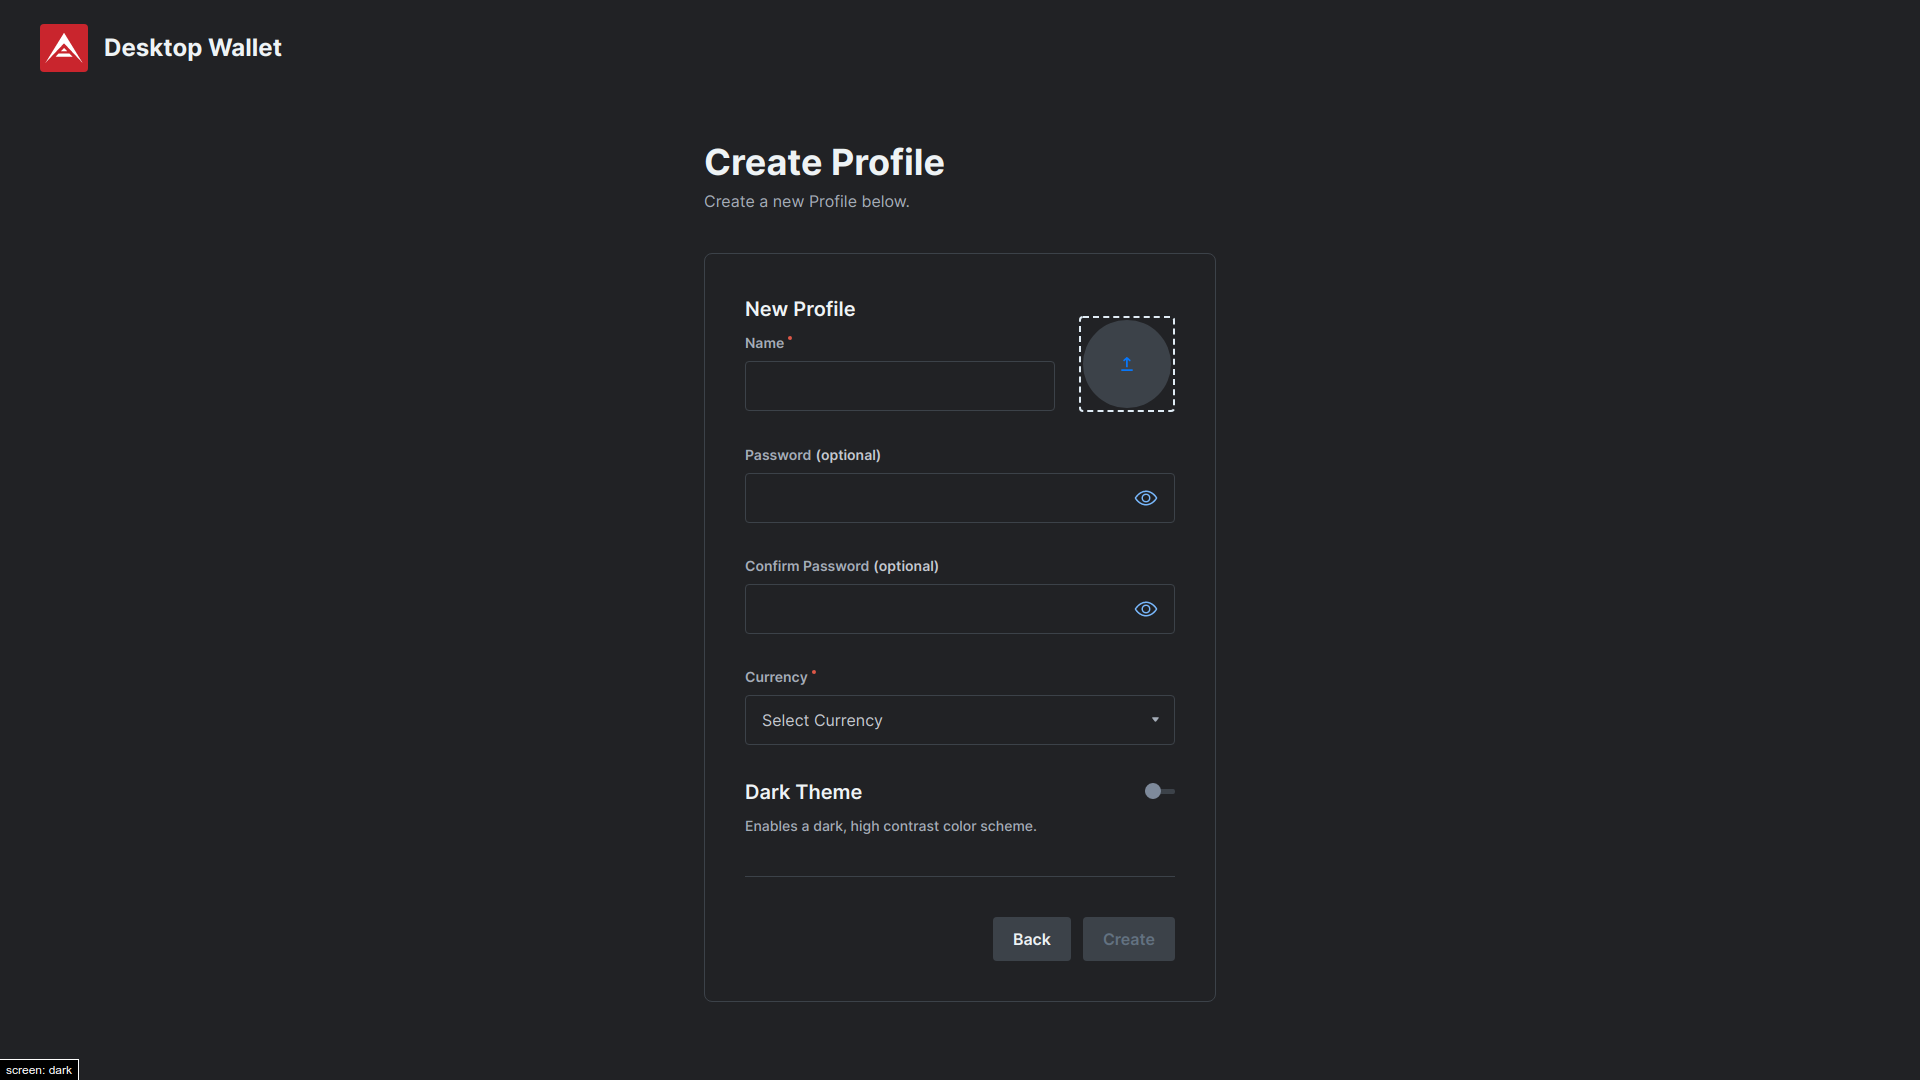 Desktop Wallet
Create Profile
Create a new Profile below.
New Profile
Name
Password (optional)
Confirm Password (optional)
Currency
Select Currency
Dark Theme
Enables a dark, high contrast color scheme.
Back
Create
screen: dark